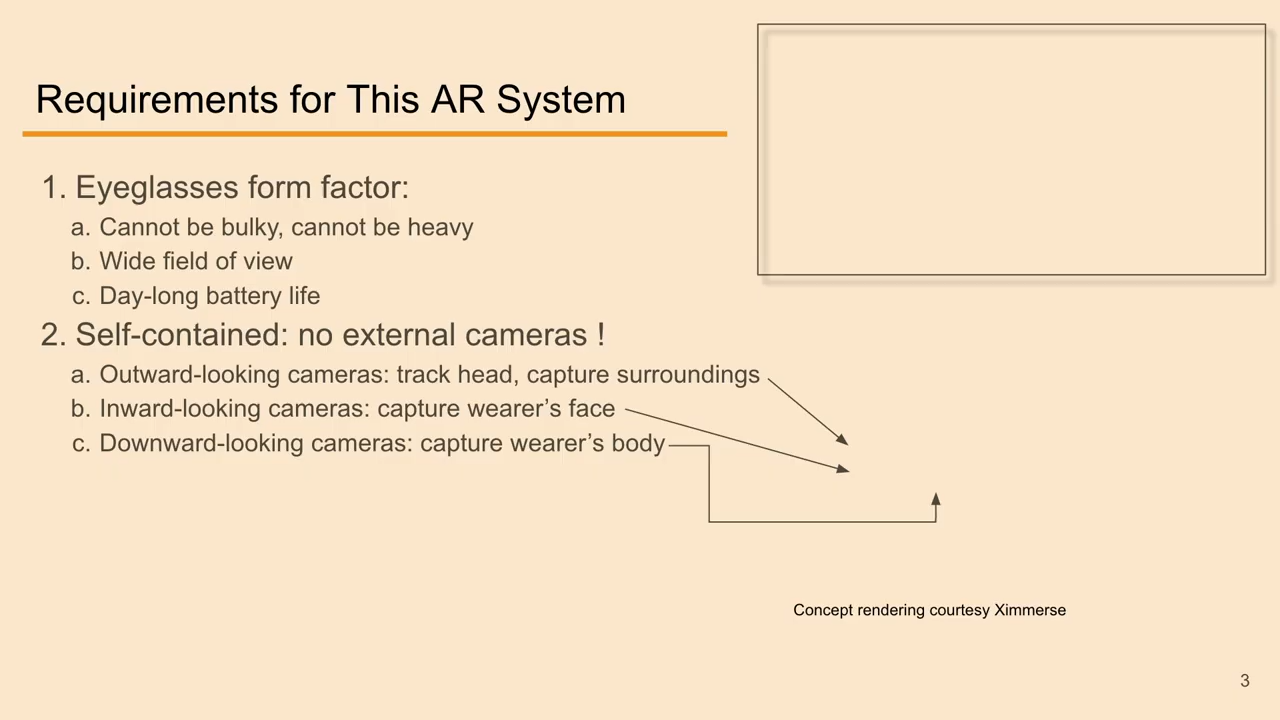 Requirements for This AR System
1. Eyeglasses form factor:
a. Cannot be bulky, cannot be heavy
b. Wide field of view
c. Day-long battery life
2. Self-contained: no external cameras !
a. Outward-looking cameras: track head, capture surroundings
b. Inward-looking cameras: capture wearer’s face
c. Downward-looking cameras: capture wearer’s body
Concept rendering courtesy Ximmerse
3